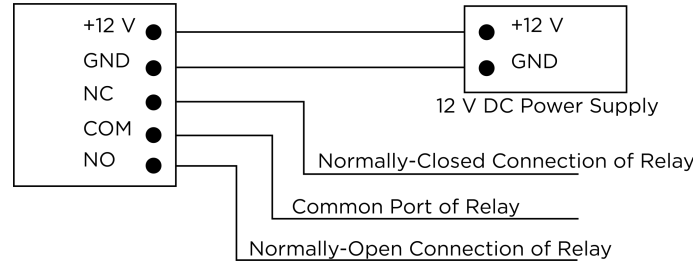 +12 V
GND
NC
COM
NO
+12 V
GND
12 V DC Power Supply
Normally-Closed Connection of Relay
Common Port of Relay
Normally-Open Connection of Relay